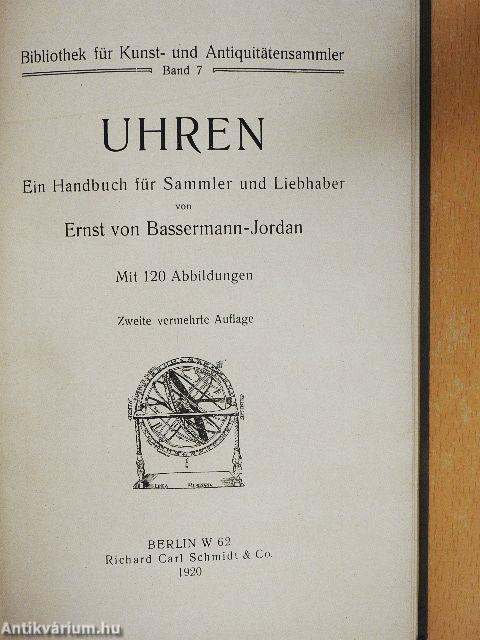 Bibliothek für Kunst- und Antiquitätensammler
Band 7
UHREN
Ein Handbuch für Sammler und Liebhaber
von
Ernst von Bassermann-Jordan
Mit 120 Abbildungen
Zweite vermehrte Auflage
BERLIN W 62
Richard Carl Schmidt & Co.
1920
Antikvárium.hu